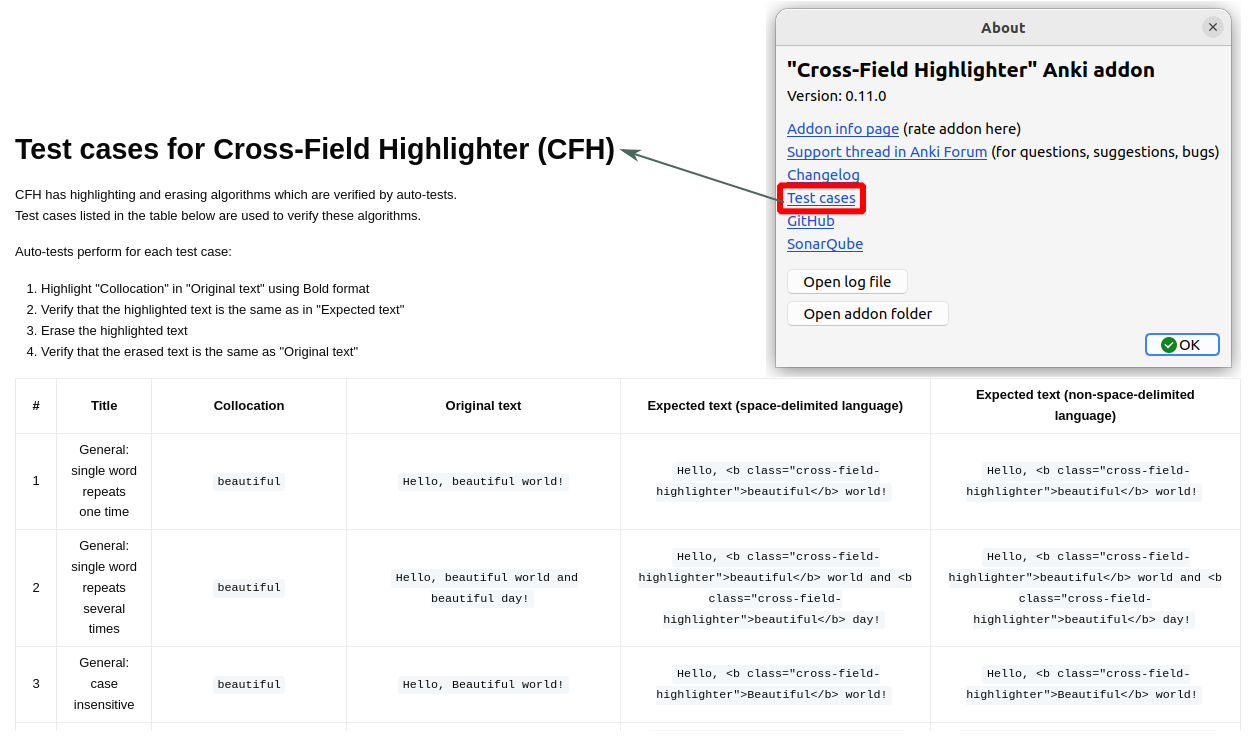 About
"Cross-Field Highlighter" Anki addon
Version: 0.11.0
Addon info page (rate addon here)
Support thread in Anki Forum (for questions, suggestions, bugs)
Changelog
Test cases
GitHub
SonarQube
Open log file
Open addon folder
OK
Test cases for Cross-Field Highlighter (CFH)
CFH has highlighting and erasing algorithms which are verified by auto-tests.
Test cases listed in the table below are used to verify these algorithms.
Auto-tests perform for each test case:
1. Highlight "Collocation" in "Original text" using Bold format
2. Verify that the highlighted text is the same as in "Expected text"
3. Erase the highlighted text
4. Verify that the erased text is the same as "Original text"
#
Title
Collocation
Original text
Expected text (space-delimited language)
Expected text (non-space-delimited
language)
1
General:
single word
repeats
one time
beautiful
Hello, beautiful world!
Hello, <b class="cross-field-
highlighter">beautiful</b> world!
Hello, <b class="cross-field-
highlighter">beautiful</b> world!
2
General:
single word
repeats
several
times
beautiful
Hello, beautiful world and
beautiful day!
Hello, <b class="cross-field-
highlighter">beautiful</b> world and <b
class="cross-field-
highlighter">beautiful</b> day!
Hello, <b class="cross-field-
highlighter">beautiful</b> world and <b
class="cross-field-
highlighter">beautiful</b> day!
3
General:
case
insensitive
beautiful
Hello, Beautiful world!
Hello, <b class="cross-field-
highlighter">Beautiful</b> world!
Hello, <b class="cross-field-
highlighter">Beautiful</b> world!